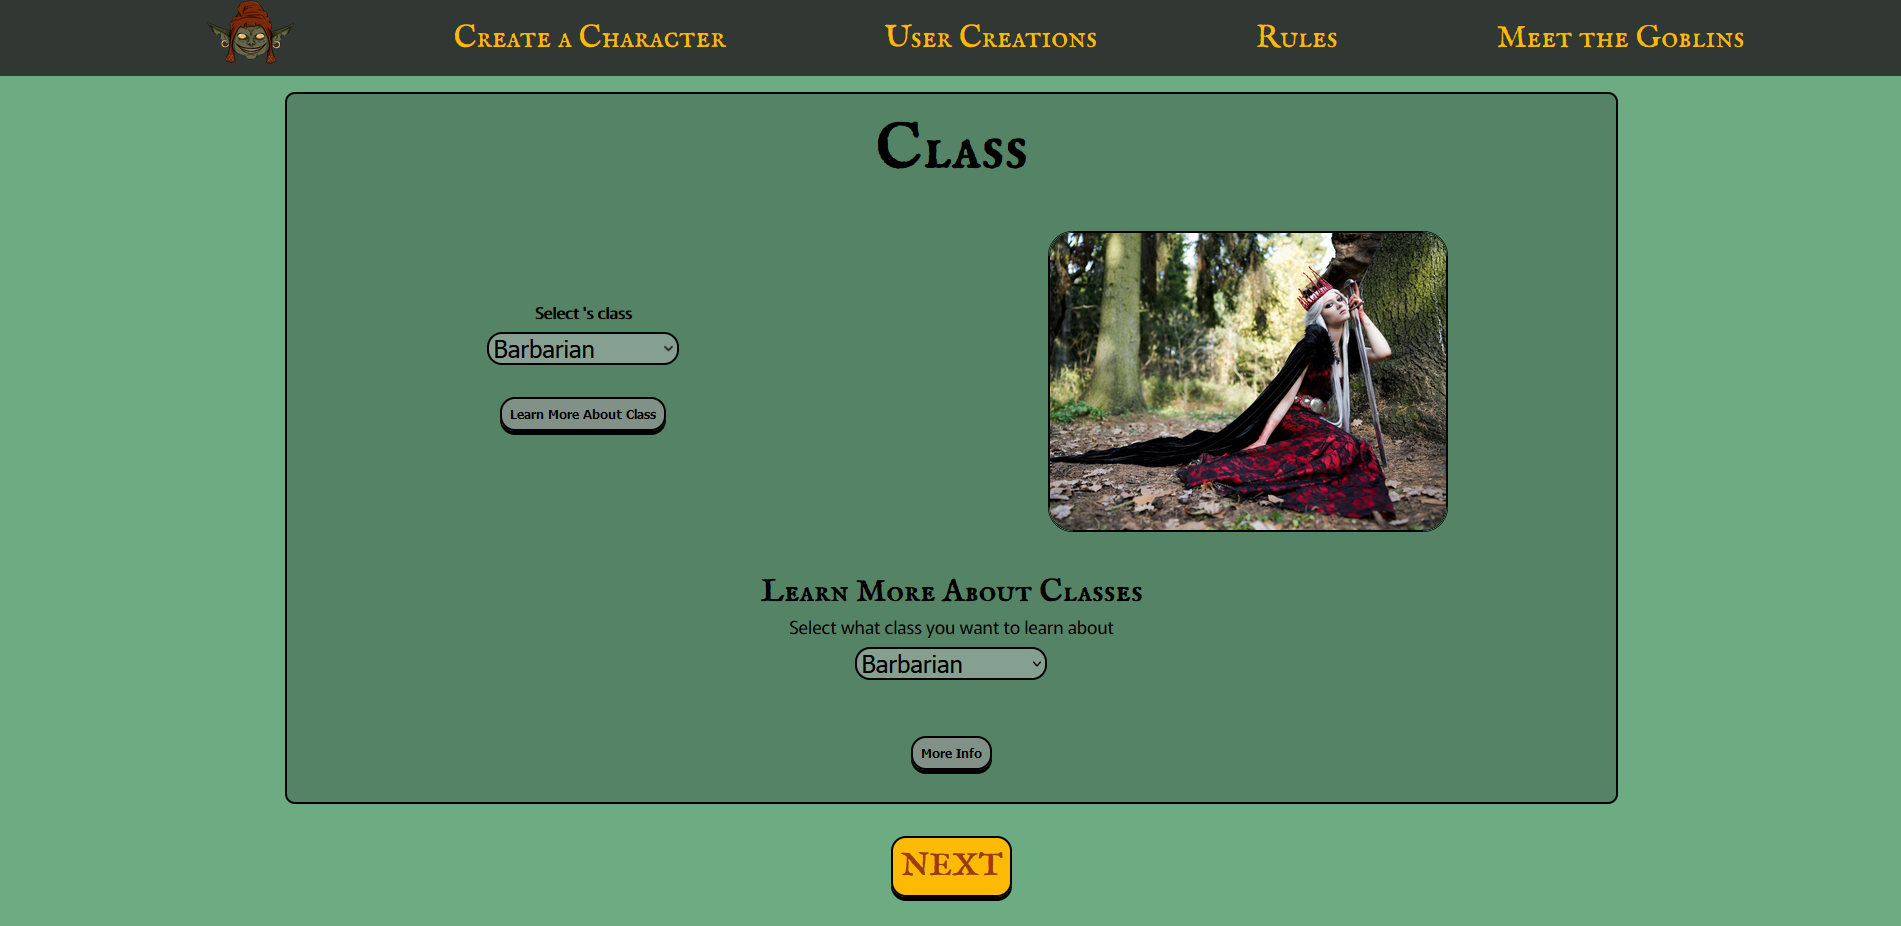 Create a Character
User Creations
Rules
Meet the Goblins
Class
Select 's class
Barbarian
Learn More About Class
Learn More About Classes
Select what class you want to learn about
Barbarian
More Info
NEXT